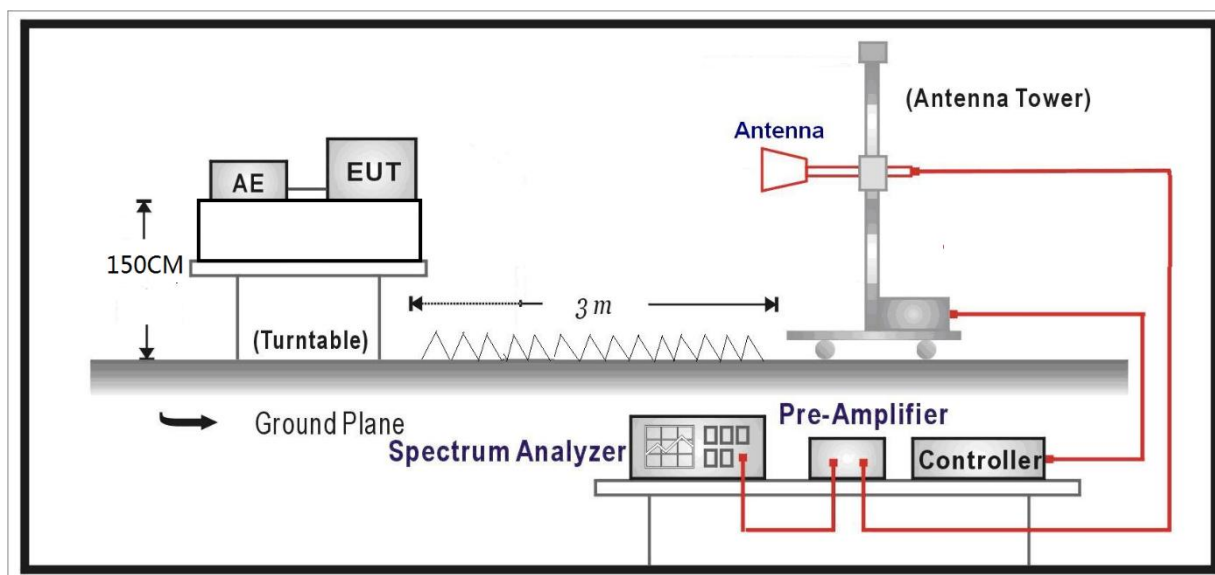 (Antenna Tower)
Antenna
EUT
AE
150CM
3 m
(Turntable)
Ground Plane
Pre-Amplifier
Spectrum Analyzer
Controller